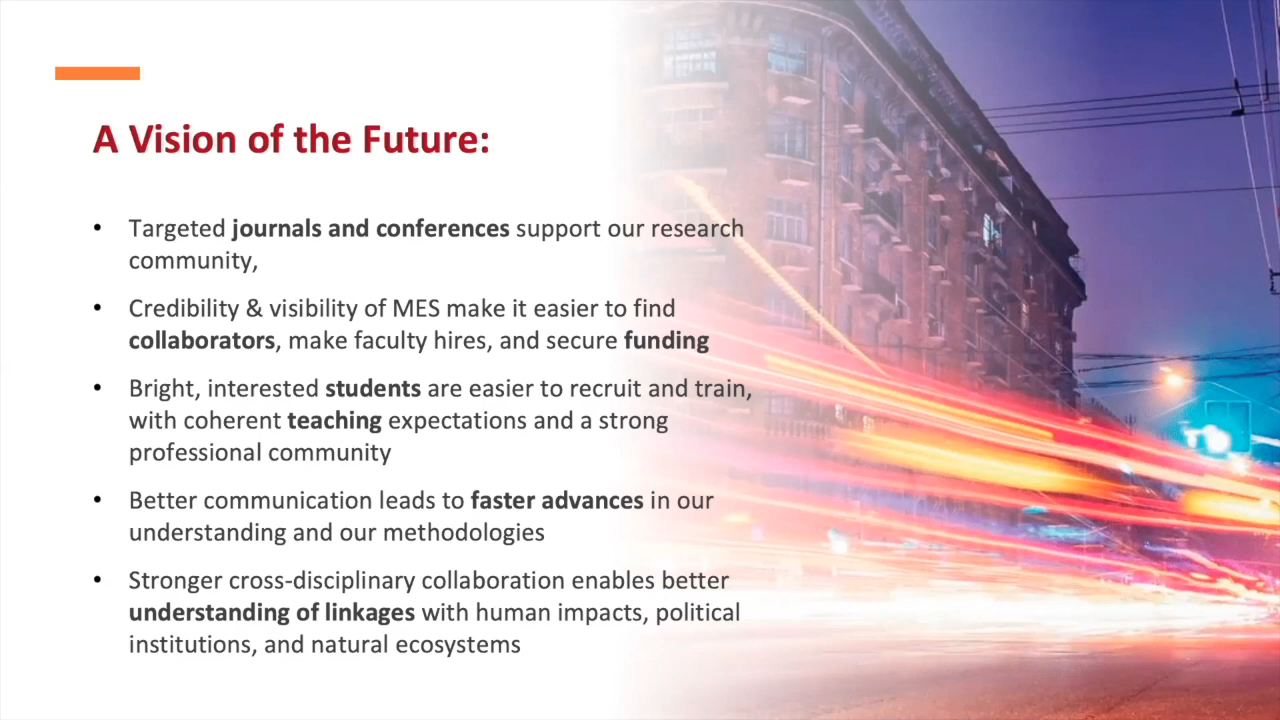 A Vision of the Future:
• Targeted journals and conferences support our research
community,
• Credibility & visibility of MES make it easier to find
collaborators, make faculty hires, and secure funding
• Bright, interested students are easier to recruit and train,
with coherent teaching expectations and a strong
professional community
• Better communication leads to faster advances in our
understanding and our methodologies
• Stronger cross-disciplinary collaboration enables better
understanding of linkages with human impacts, political
institutions, and natural ecosystems